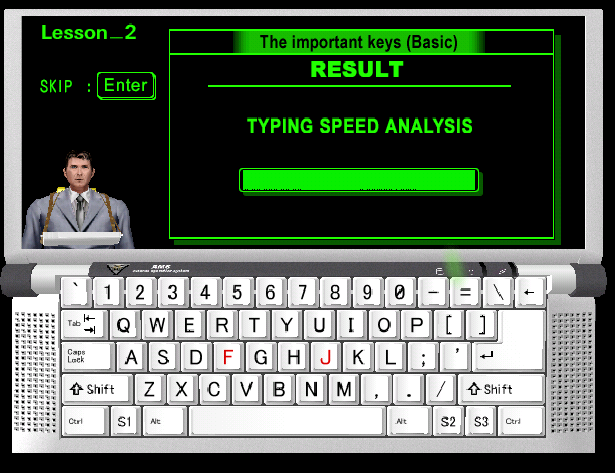 Lesson_2
The important keys (Basic)
RESULT
SKIP : Enter
TYPING SPEED ANALYSIS
AMS
` 1 2 3 4 5 6 7 8 9 0 - = \ ←
Tab Q W E R T Y U I O P [ ]
Caps Lock A S D F G H J K L ; '
Shift Z X C V B N M , . / Shift
Ctrl S1 Alt Alt S2 S3 Ctrl